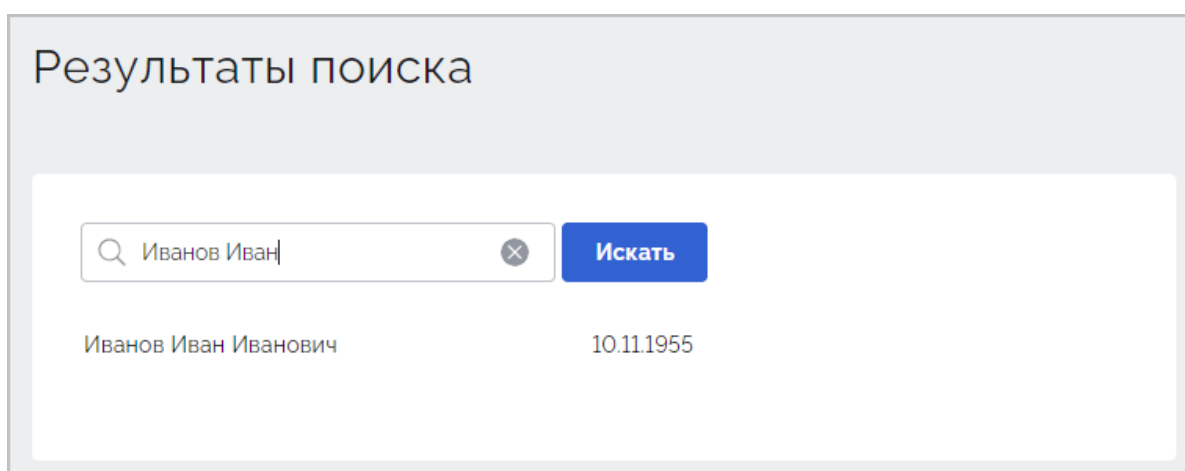 Результаты поиска
Иванов Иван Искать
Иванов Иван Иванович 10.11.1955